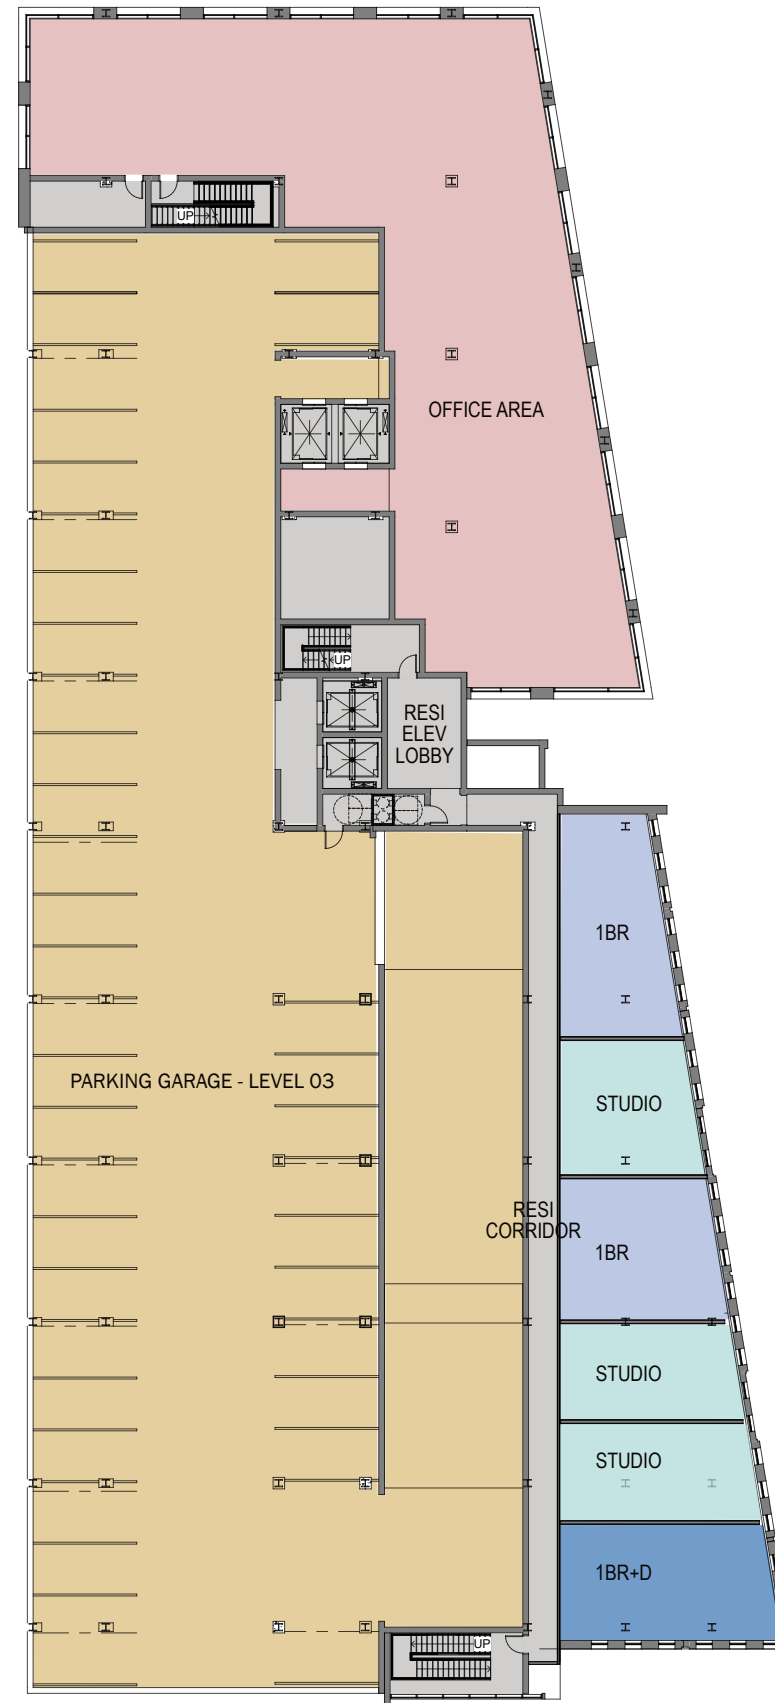 UP
OFFICE AREA
UP
RESI
ELEV
LOBBY
1BR
PARKING GARAGE - LEVEL 03
STUDIO
RESI
CORRIDOR
1BR
STUDIO
STUDIO
1BR+D
UP